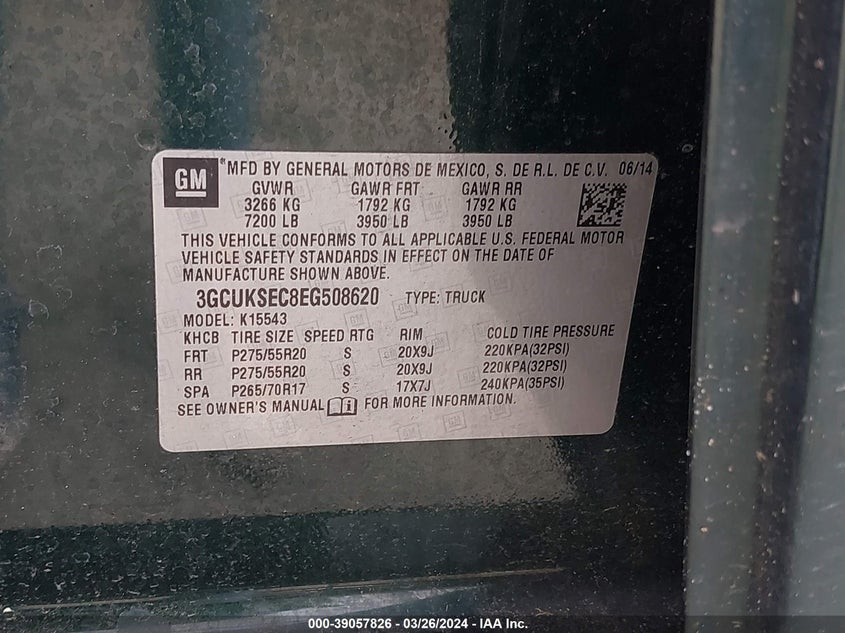 GM ® MFD BY GENERAL MOTORS DE MEXICO, S. DE R.L. DE C.V. 06/14
GVWR GAWR FRT GAWR RR
3266 KG 1792 KG 1792 KG
7200 LB 3950 LB 3950 LB
THIS VEHICLE CONFORMS TO ALL APPLICABLE U.S. FEDERAL MOTOR
VEHICLE SAFETY STANDARDS IN EFFECT ON THE DATE OF
MANUFACTURE SHOWN ABOVE.
3GCUKSEC8EG508620 TYPE: TRUCK
MODEL: K15543
KHCB TIRE SIZE SPEED RTG RIM COLD TIRE PRESSURE
FRT P275/55R20 S 20X9J 220KPA(32PSI)
RR P275/55R20 S 20X9J 220KPA(32PSI)
SPA P265/70R17 S 17X7J 240KPA(35PSI)
SEE OWNER'S MANUAL FOR MORE INFORMATION.
000-39057826 - 03/26/2024 - IAA Inc.